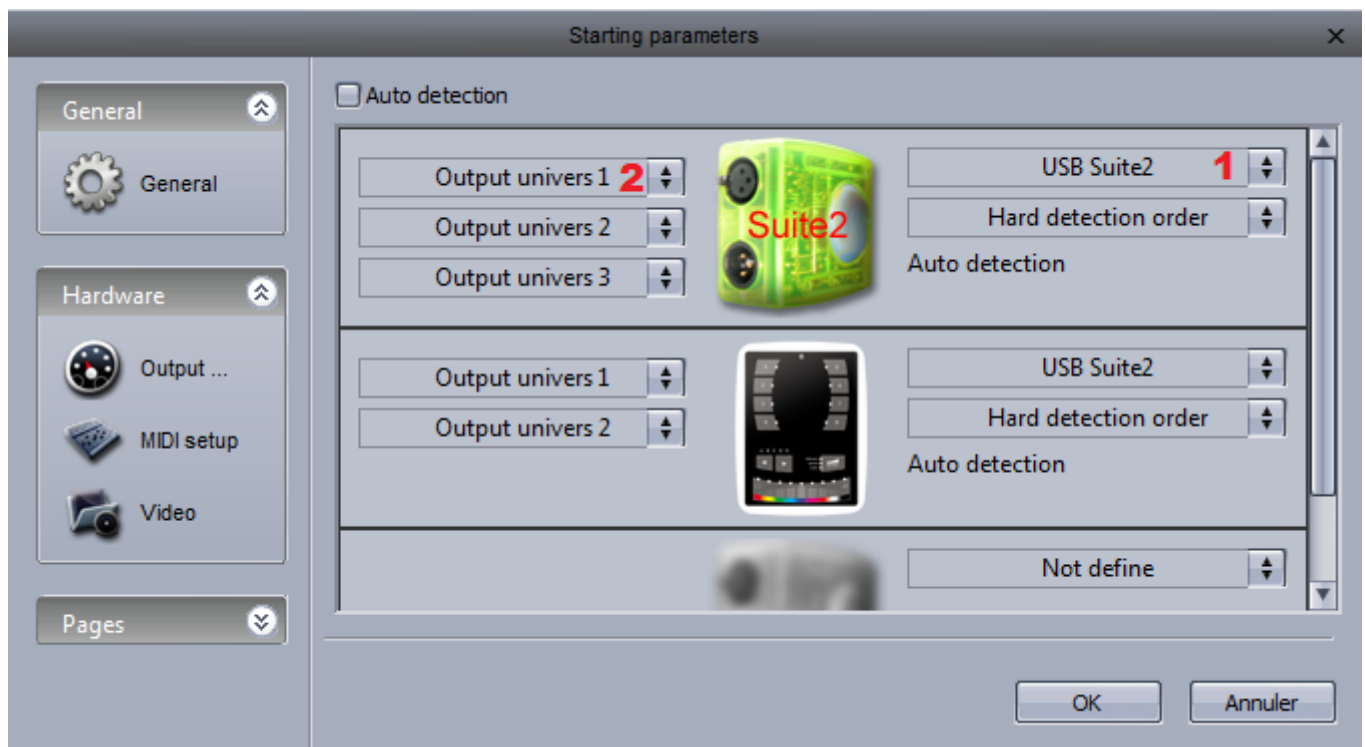 Starting parameters
General
General
Hardware
Output ...
MIDI setup
Video
Pages
Auto detection
Output univers 1 2
Output univers 2
Output univers 3
Suite2
USB Suite2 1
Hard detection order
Auto detection
Output univers 1
Output univers 2
USB Suite2
Hard detection order
Auto detection
Not define
OK
Annuler